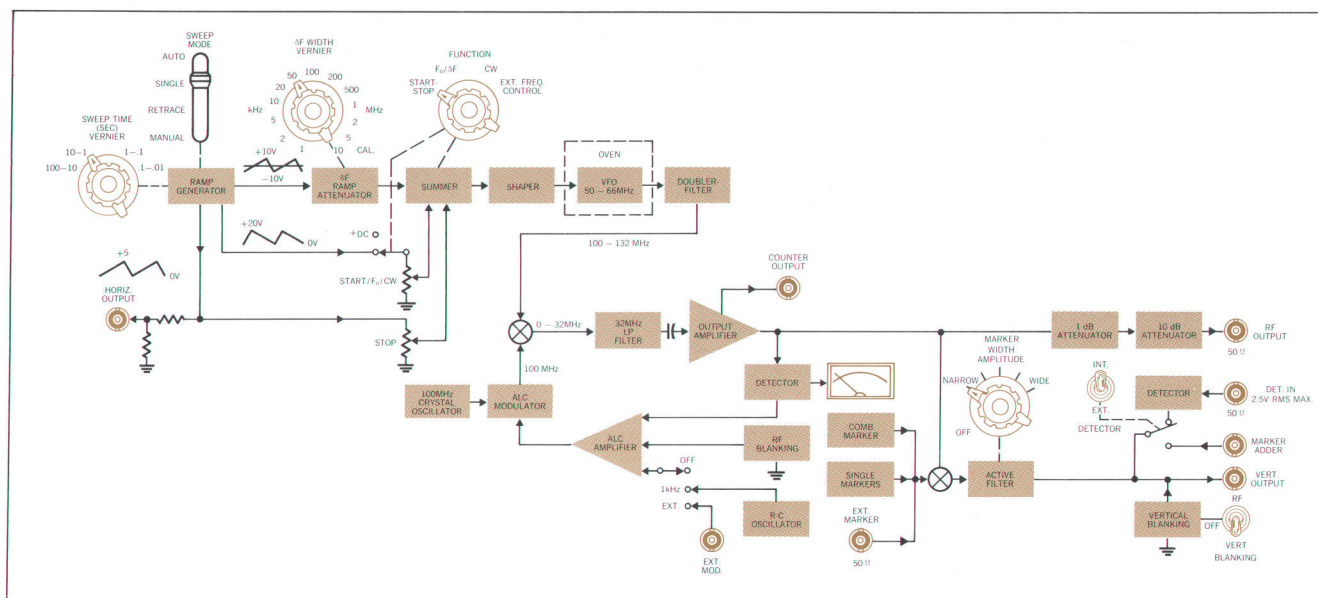 SWEEP
MODE
AUTO
SINGLE
RETRACE
MANUAL
SWEEP TIME
(SEC)
VERNIER
100–10
10–1
1–.1
1–.01
ΔF WIDTH
VERNIER
kHz
1
2
5
10
20
50
100
200
500
1
MHz
2
5
10
CAL.
FUNCTION
START-
STOP
F₀/ΔF
CW
EXT. FREQ.
CONTROL
RAMP
GENERATOR
+10V
−10V
ΔF
RAMP
ATTENUATOR
SUMMER
SHAPER
OVEN
VFO
50 – 66MHz
DOUBLER-
FILTER
+20V
0V
+DC
START/F₀/CW
100 – 132 MHz
+5
0V
HORIZ.
OUTPUT
STOP
0 – 32MHz
32MHz
LP
FILTER
OUTPUT
AMPLIFIER
COUNTER
OUTPUT
1 dB
ATTENUATOR
10 dB
ATTENUATOR
RF
OUTPUT
50 Ω
100 MHz
100MHz
CRYSTAL
OSCILLATOR
ALC
MODULATOR
DETECTOR
ALC
AMPLIFIER
RF
BLANKING
OFF
1kHz
EXT.
R-C
OSCILLATOR
EXT.
MOD.
COMB
MARKER
SINGLE
MARKERS
EXT.
MARKER
50 Ω
MARKER
WIDTH
AMPLITUDE
NARROW
WIDE
OFF
ACTIVE
FILTER
INT.
EXT.
DETECTOR
DETECTOR
DET. IN
2.5V RMS MAX.
50 Ω
MARKER
ADDER
VERT
OUTPUT
VERTICAL
BLANKING
RF
OFF
VERT
BLANKING